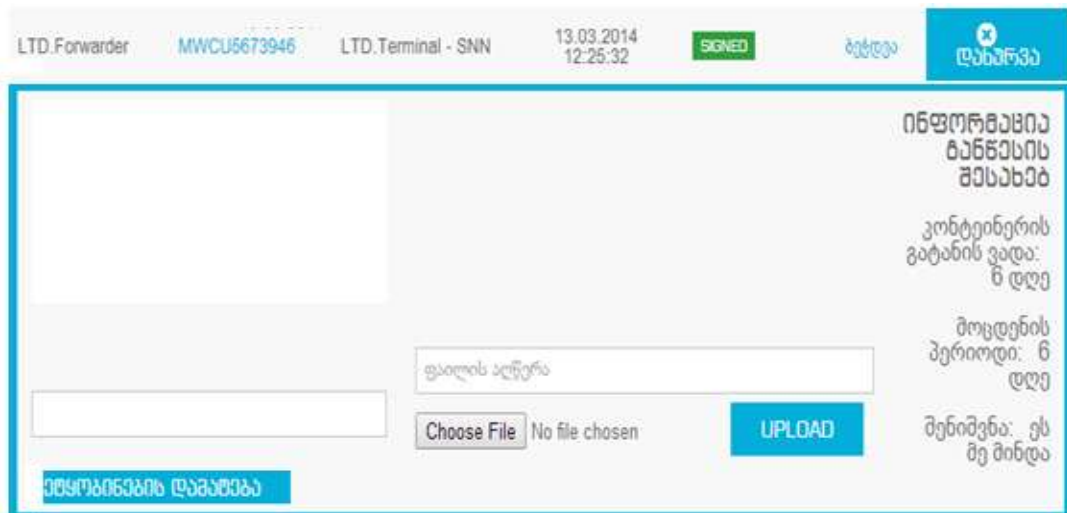 LTD.Forwarder MWCU5673946 LTD.Terminal - SNN 13.03.2014 SIGNED ბეჭდვა დახურვა
12:25:32
ინფორმაცია
განწესის
შესახებ
კონტეინერის
გატანის ვადა:
6 დღე
მოცდენის
პერიოდი: 6
დღე
შენიშვნა: ეს
მე მინდა
ფაილის აღწერა
Choose File No file chosen UPLOAD
ეტყობინების დამატება